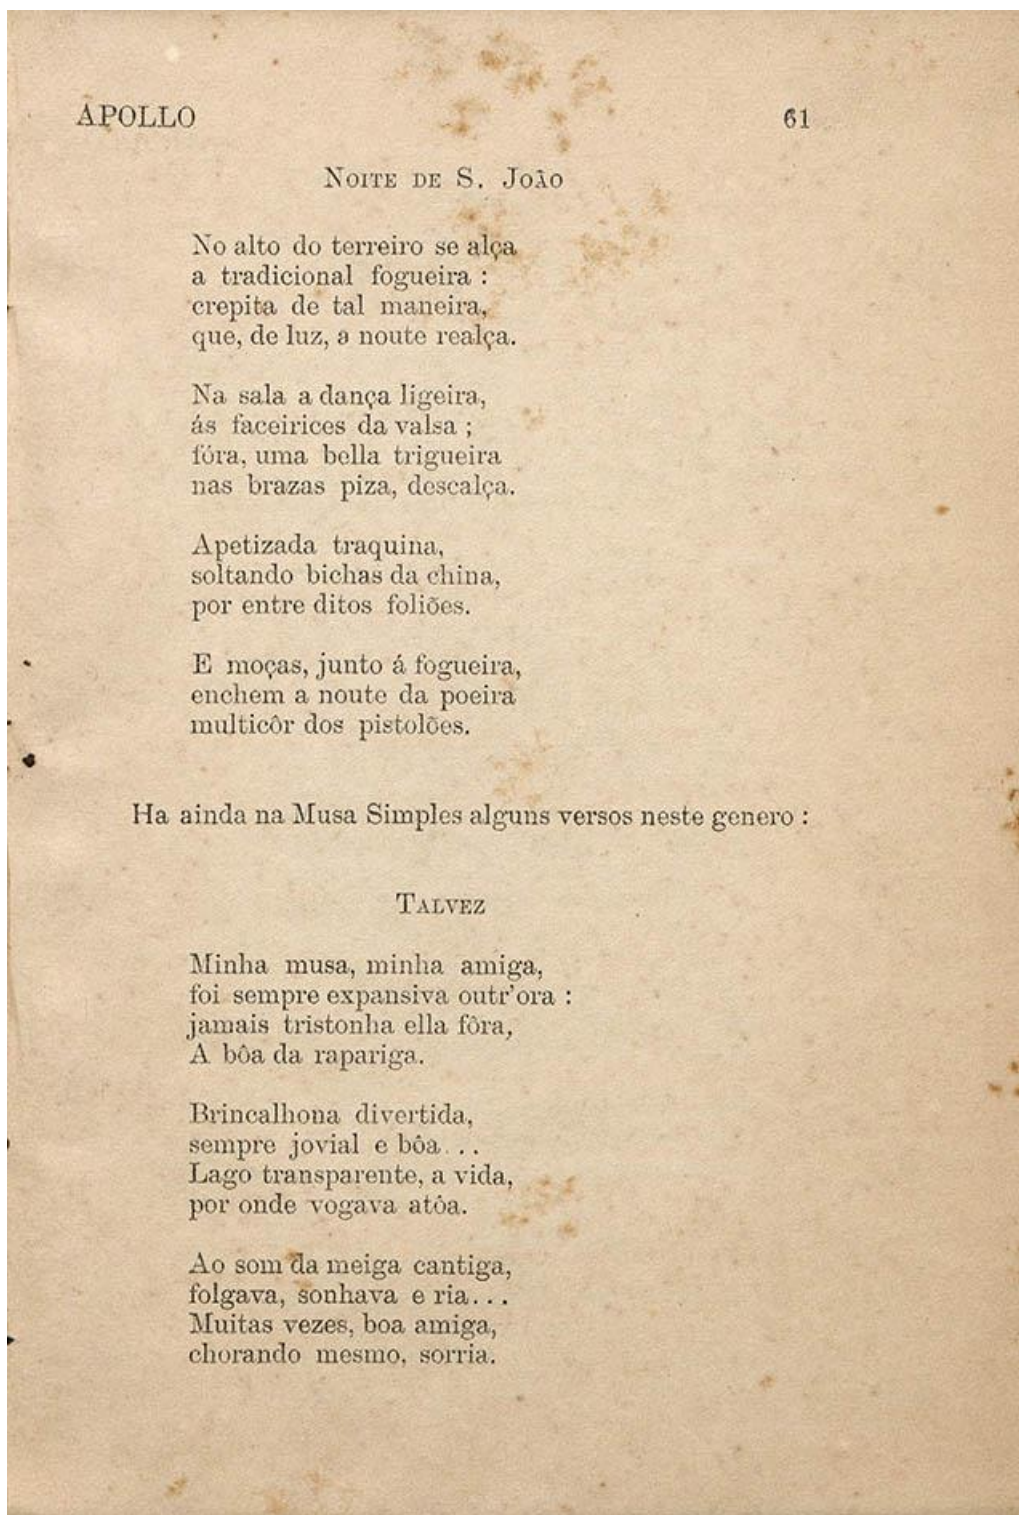 APOLLO 61
NOITE DE S. JOÃO
No alto do terreiro se alça
a tradicional fogueira :
crepita de tal maneira,
que, de luz, a noute realça.
Na sala a dança ligeira,
ás faceirices da valsa ;
fóra, uma bella trigueira
nas brazas piza, descalça.
Apetizada traquina,
soltando bichas da china,
por entre ditos foliões.
E moças, junto á fogueira,
enchem a noute da poeira
multicôr dos pistolões.
Ha ainda na Musa Simples alguns versos neste genero :
TALVEZ
Minha musa, minha amiga,
foi sempre expansiva outr'ora :
jamais tristonha ella fôra,
A bôa da rapariga.
Brincalhona divertida,
sempre jovial e bôa...
Lago transparente, a vida,
por onde vogava atôa.
Ao som da meiga cantiga,
folgava, sonhava e ria...
Muitas vezes, boa amiga,
chorando mesmo, sorria.